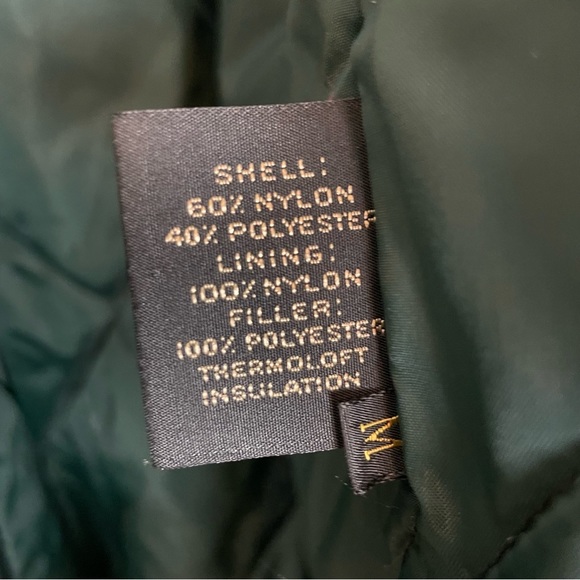 SHELL:
60% NYLON
40% POLYESTER
LINING:
100% NYLON
FILLER:
100% POLYESTER
THERMOLOFT
INSULATION
M